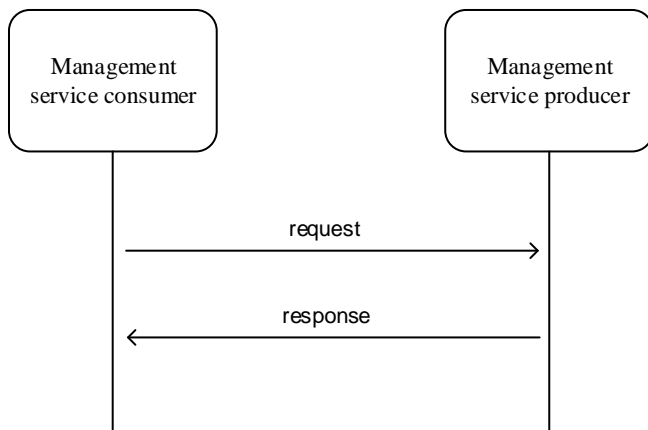 Management
service consumer
Management
service producer
request
response